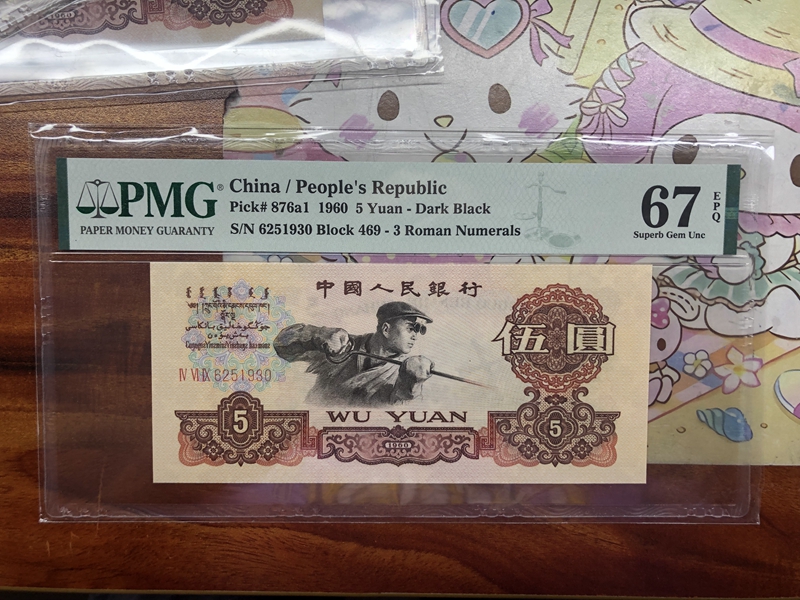 1960
PMG®
PAPER MONEY GUARANTY
China / People's Republic
Pick# 876a1 1960 5 Yuan - Dark Black
S/N 6251930 Block 469 - 3 Roman Numerals
67
EPQ
Superb Gem Unc
中國人民銀行
伍圓
IV VI IX 6251930
WU YUAN
5
5
1960